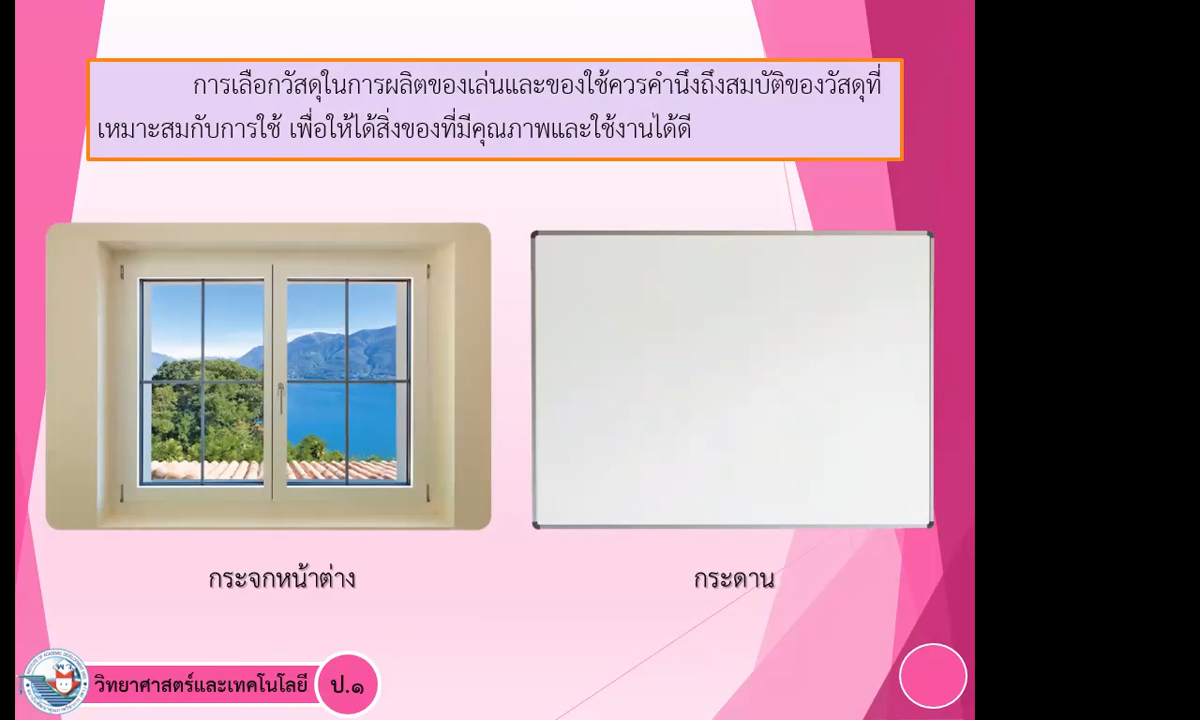 การเลือกวัสดุในการผลิตของเล่นและของใช้ควรคำนึงถึงสมบัติของวัสดุที่
เหมาะสมกับการใช้ เพื่อให้ได้สิ่งของที่มีคุณภาพและใช้งานได้ดี
กระจกหน้าต่าง
กระดาน
พว
วิทยาศาสตร์และเทคโนโลยี
ป.๑